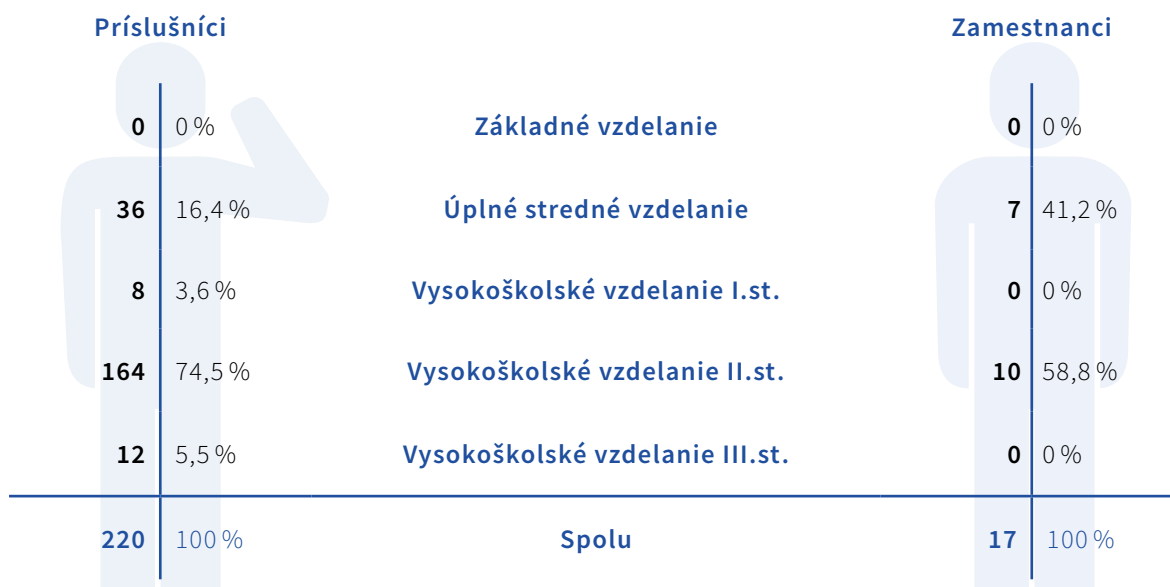 Príslušníci Zamestnanci
0 0 % Základné vzdelanie 0 0 %
36 16,4 % Úplné stredné vzdelanie 7 41,2 %
8 3,6 % Vysokoškolské vzdelanie I.st. 0 0 %
164 74,5 % Vysokoškolské vzdelanie II.st. 10 58,8 %
12 5,5 % Vysokoškolské vzdelanie III.st. 0 0 %
220 100 % Spolu 17 100 %